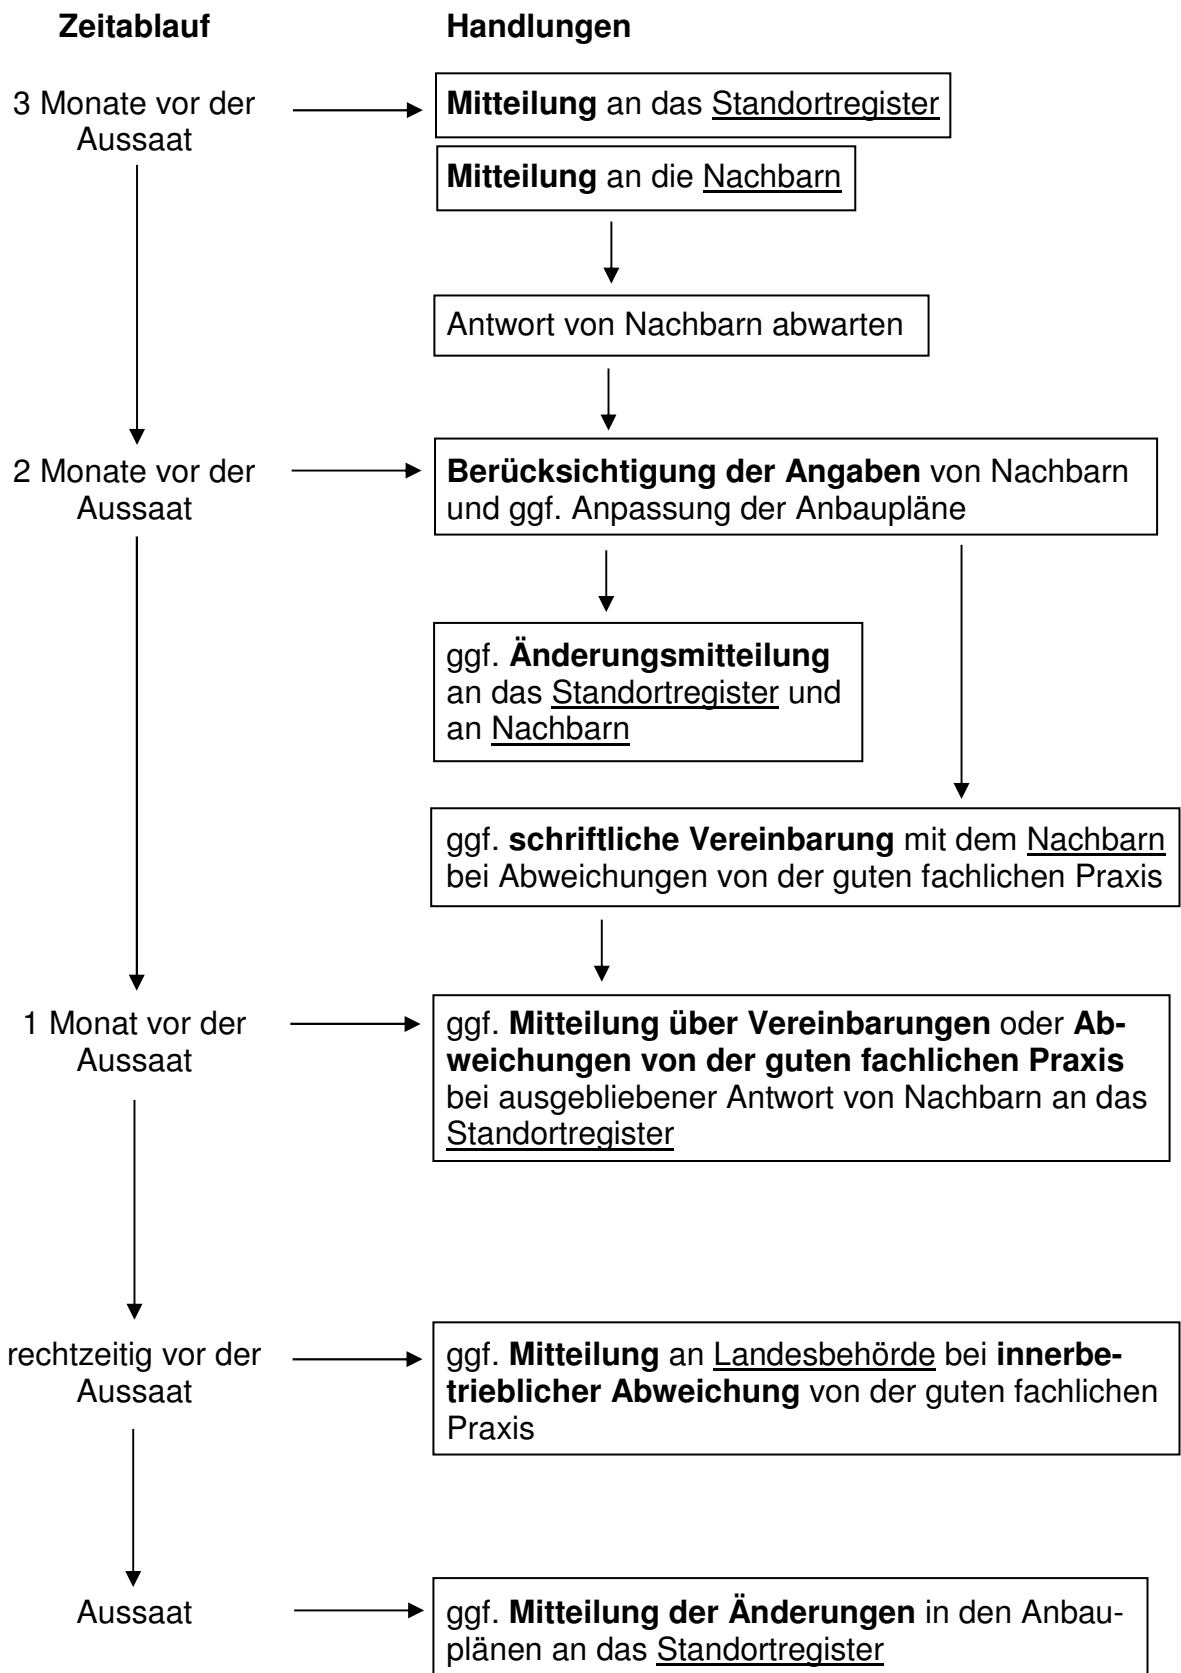 Zeitablauf
Handlungen
3 Monate vor der
Aussaat
Mitteilung an das Standortregister
Mitteilung an die Nachbarn
Antwort von Nachbarn abwarten
2 Monate vor der
Aussaat
Berücksichtigung der Angaben von Nachbarn
und ggf. Anpassung der Anbaupläne
ggf. Änderungsmitteilung
an das Standortregister und
an Nachbarn
ggf. schriftliche Vereinbarung mit dem Nachbarn
bei Abweichungen von der guten fachlichen Praxis
1 Monat vor der
Aussaat
ggf. Mitteilung über Vereinbarungen oder Ab-
weichungen von der guten fachlichen Praxis
bei ausgebliebener Antwort von Nachbarn an das
Standortregister
rechtzeitig vor der
Aussaat
ggf. Mitteilung an Landesbehörde bei innerbe-
trieblicher Abweichung von der guten fachlichen
Praxis
Aussaat
ggf. Mitteilung der Änderungen in den Anbau-
plänen an das Standortregister